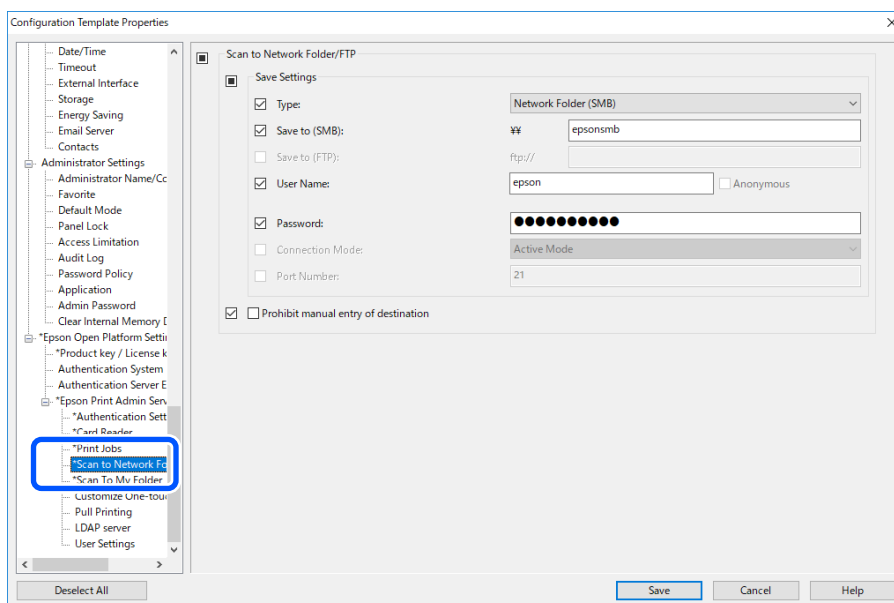 Configuration Template Properties
Date/Time
Timeout
External Interface
Storage
Energy Saving
Email Server
Contacts
Administrator Settings
Administrator Name/Co
Favorite
Default Mode
Panel Lock
Access Limitation
Audit Log
Password Policy
Application
Admin Password
Clear Internal Memory D
*Epson Open Platform Settin
*Product key / License k
Authentication System
Authentication Server E
*Epson Print Admin Serv
*Authentication Sett
*Card Reader
*Print Jobs
*Scan to Network Fo
*Scan To My Folder
Customize One-touc
Pull Printing
LDAP server
User Settings
Deselect All
Scan to Network Folder/FTP
Save Settings
Type: Network Folder (SMB)
Save to (SMB): ¥¥ epsonsmb
Save to (FTP): ftp://
User Name: epson Anonymous
Password: ●●●●●●●●●●
Connection Mode: Active Mode
Port Number: 21
Prohibit manual entry of destination
Save Cancel Help